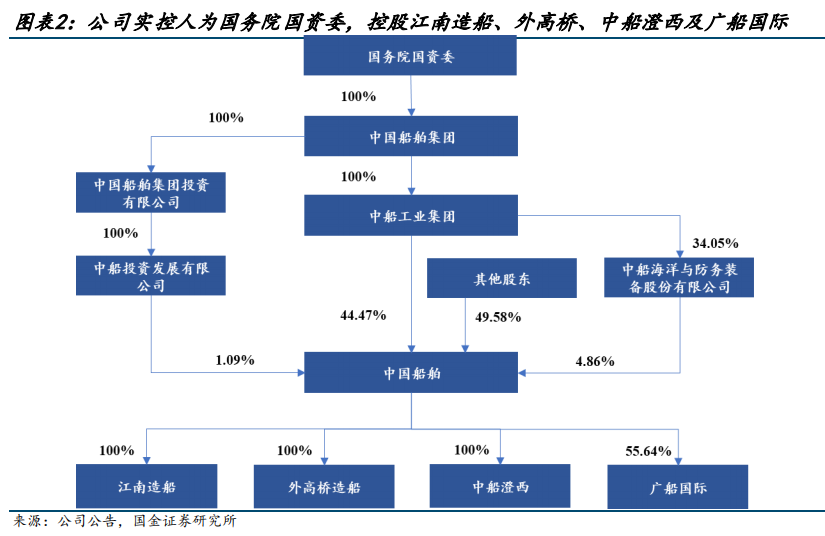 图表2：公司实控人为国务院国资委，控股江南造船、外高桥、中船澄西及广船国际
国务院国资委
100%
100%
中国船舶集团
100%
中国船舶集团投资
有限公司
中船工业集团
100%
34.05%
中船投资发展有限
公司
其他股东
中船海洋与防务装
备股份有限公司
44.47%
49.58%
1.09%
4.86%
中国船舶
100%
100%
100%
55.64%
江南造船
外高桥造船
中船澄西
广船国际
来源：公司公告，国金证券研究所